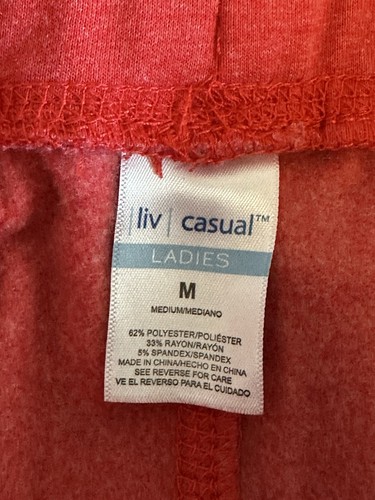 |liv| casual™
LADIES
M
MEDIUM/MEDIANO
62% POLYESTER/POLIÉSTER
33% RAYON/RAYÓN
5% SPANDEX/SPANDEX
MADE IN CHINA/HECHO EN CHINA
SEE REVERSE FOR CARE
VE EL REVERSO PARA EL CUIDADO